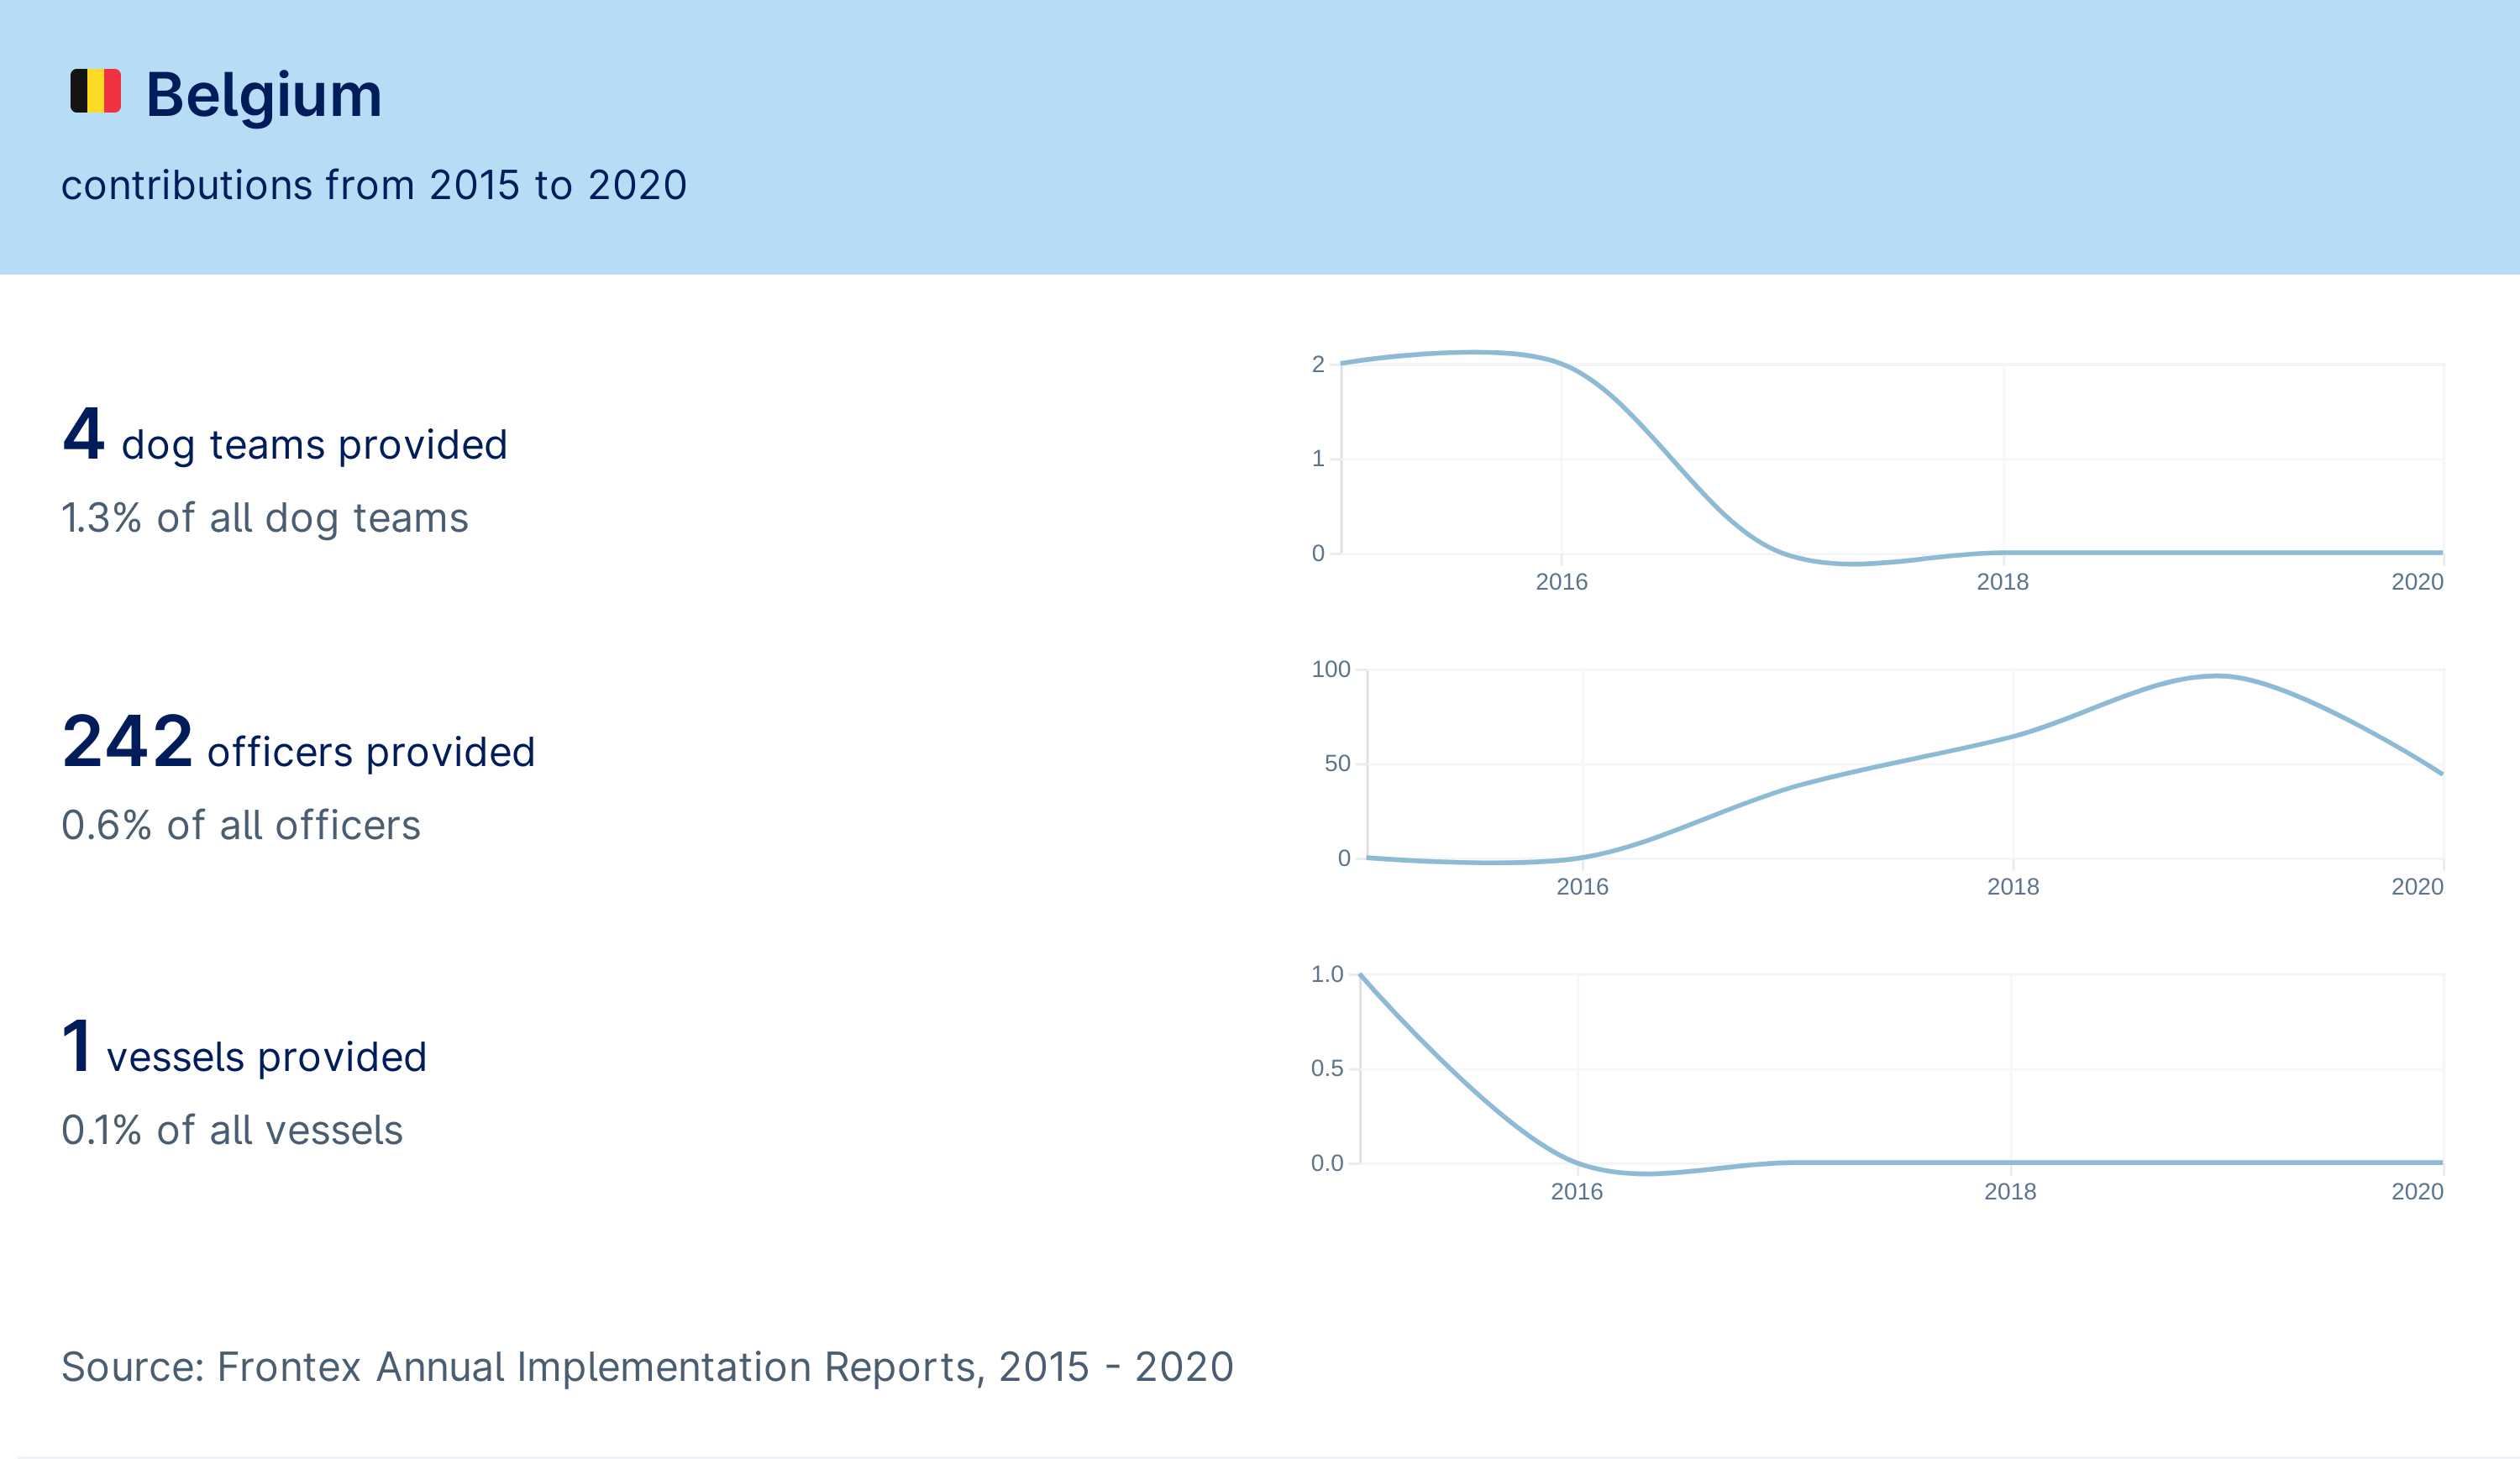 Belgium
contributions from 2015 to 2020
4 dog teams provided
1.3% of all dog teams
2
1
0
2016
2018
2020
242 officers provided
0.6% of all officers
100
50
0
2016
2018
2020
1 vessels provided
0.1% of all vessels
1.0
0.5
0.0
2016
2018
2020
Source: Frontex Annual Implementation Reports, 2015 - 2020